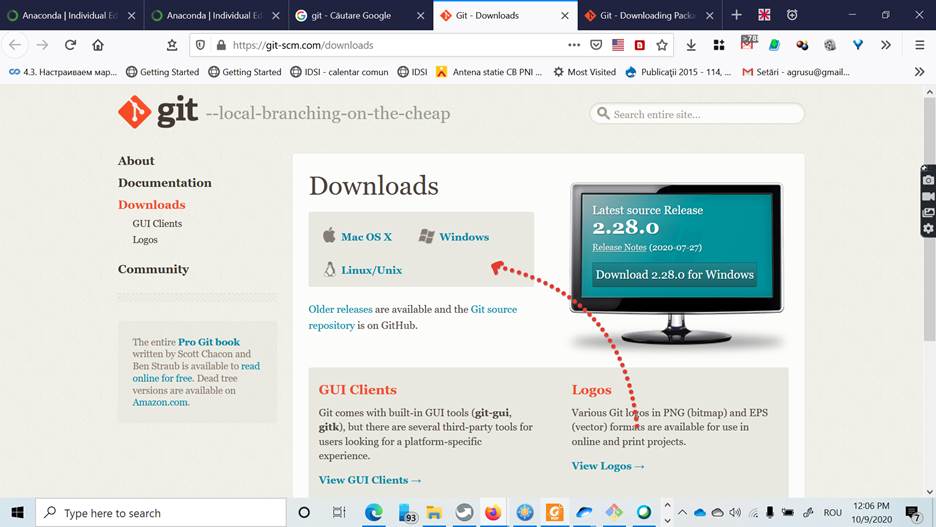 Anaconda | Individual Ed
Anaconda | Individual Ed
git - Căutare Google
Git - Downloads
Git - Downloading Pack
https://git-scm.com/downloads
4.3. Настраиваем мар...
Getting Started
Getting Started
IDSI - calentar comun
IDSI
Antena statie CB PNI ...
Most Visited
Publicaţii 2015 - 114, ...
Setări - agrusu@gmail...
git --local-branching-on-the-cheap
Search entire site...
About
Documentation
Downloads
GUI Clients
Logos
Community
The entire Pro Git book
written by Scott Chacon and
Ben Straub is available to read
online for free. Dead tree
versions are available on
Amazon.com.
Downloads
Mac OS X
Windows
Linux/Unix
Older releases are available and the Git source
repository is on GitHub.
Latest source Release
2.28.0
Release Notes (2020-07-27)
Download 2.28.0 for Windows
GUI Clients
Git comes with built-in GUI tools (git-gui,
gitk), but there are several third-party tools for
users looking for a platform-specific
experience.
View GUI Clients →
Logos
Various Git logos in PNG (bitmap) and EPS
(vector) formats are available for use in
online and print projects.
View Logos →
Type here to search
93
ROU
12:06 PM
10/9/2020
7